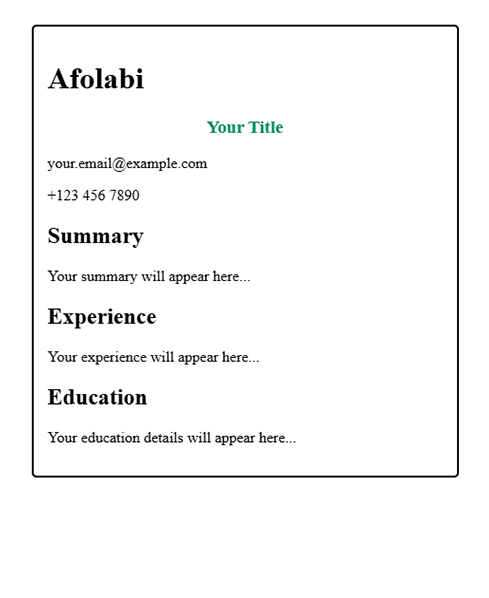 Afolabi
Your Title
your.email@example.com
+123 456 7890
Summary
Your summary will appear here...
Experience
Your experience will appear here...
Education
Your education details will appear here...